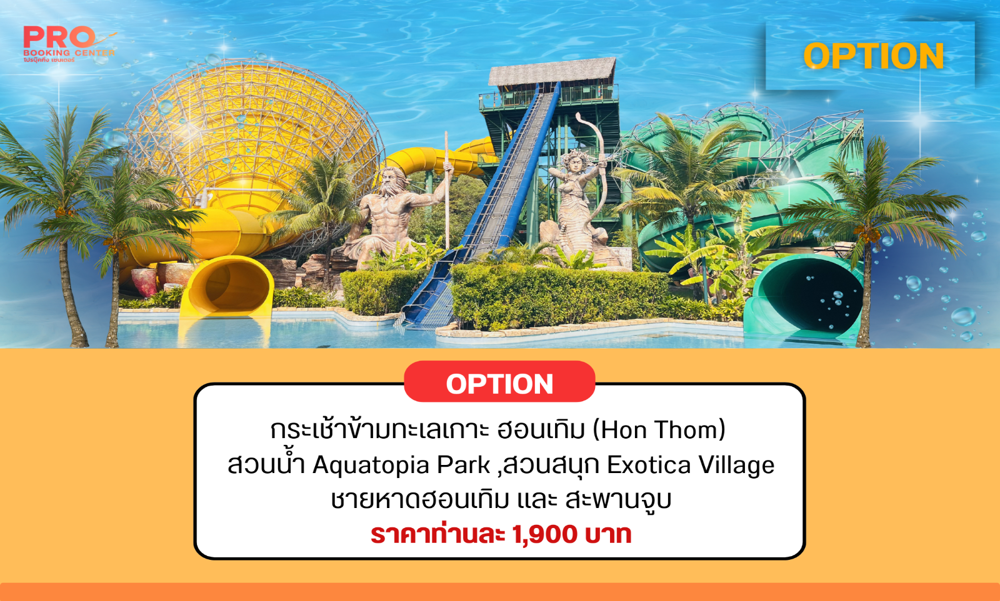 PRO
BOOKING CENTER
โปรบุ๊คกิ้ง เซนเตอร์
OPTION
OPTION
กระเช้าข้ามทะเลเกาะ ฮอนเทิม (Hon Thom)
สวนน้ำ Aquatopia Park ,สวนสนุก Exotica Village
ชายหาดฮอนเทิม และ สะพานจูบ
ราคาท่านละ 1,900 บาท